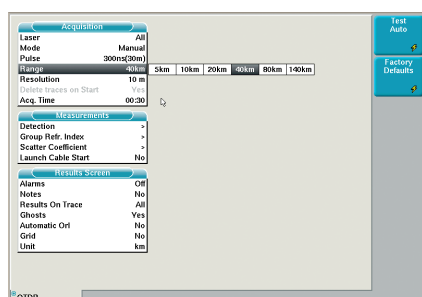 Acquisition
Laser All
Mode Manual
Pulse 300ns(30m)
Range 40km 5km 10km 20km 40km 80km 140km
Resolution 10 m
Delete traces on Start Yes
Acq. Time 00:30
Measurements
Detection >
Group Refr. Index >
Scatter Coefficient >
Launch Cable Start No
Results Screen
Alarms Off
Notes No
Results On Trace All
Ghosts Yes
Automatic Orl No
Grid No
Unit km
Test
Auto
Factory
Defaults
OTDR